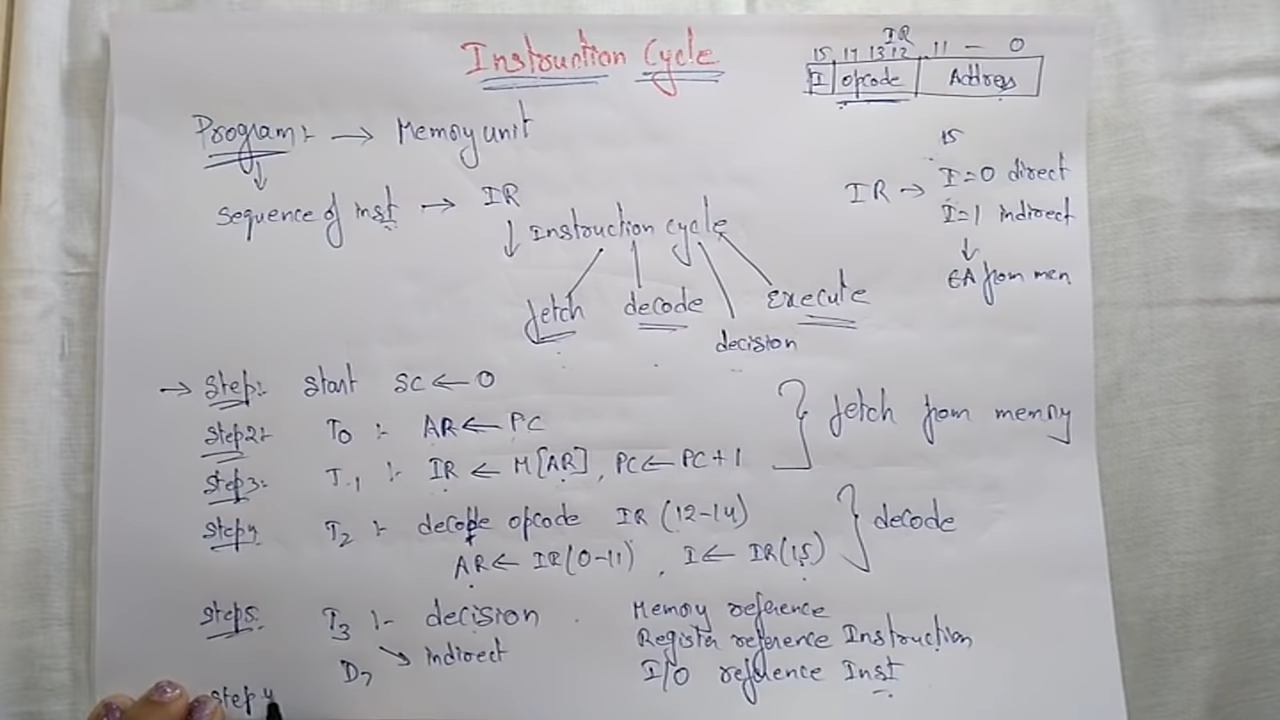 Instruction Cycle
IR
15 14 13 12 11 — 0
I opcode Address
Program :- → Memory unit
↓
Sequence of inst → IR
↓ Instruction cycle
fetch decode decision execute
15
IR → I=0 direct
I=1 indirect
↓
EA from mem
→ Step:- Start SC ← 0
Step2:- T0 :- AR ← PC
Step3:- T1 :- IR ← M[AR], PC ← PC + 1
} fetch from memory
Step4 T2 :- decode opcode IR (12-14)
AR ← IR(0-11), I ← IR(15)
} decode
Step5: T3 :- decision
D7 ↘ indirect
Memory reference
Register reference Instruction
I/O reference Inst
Step